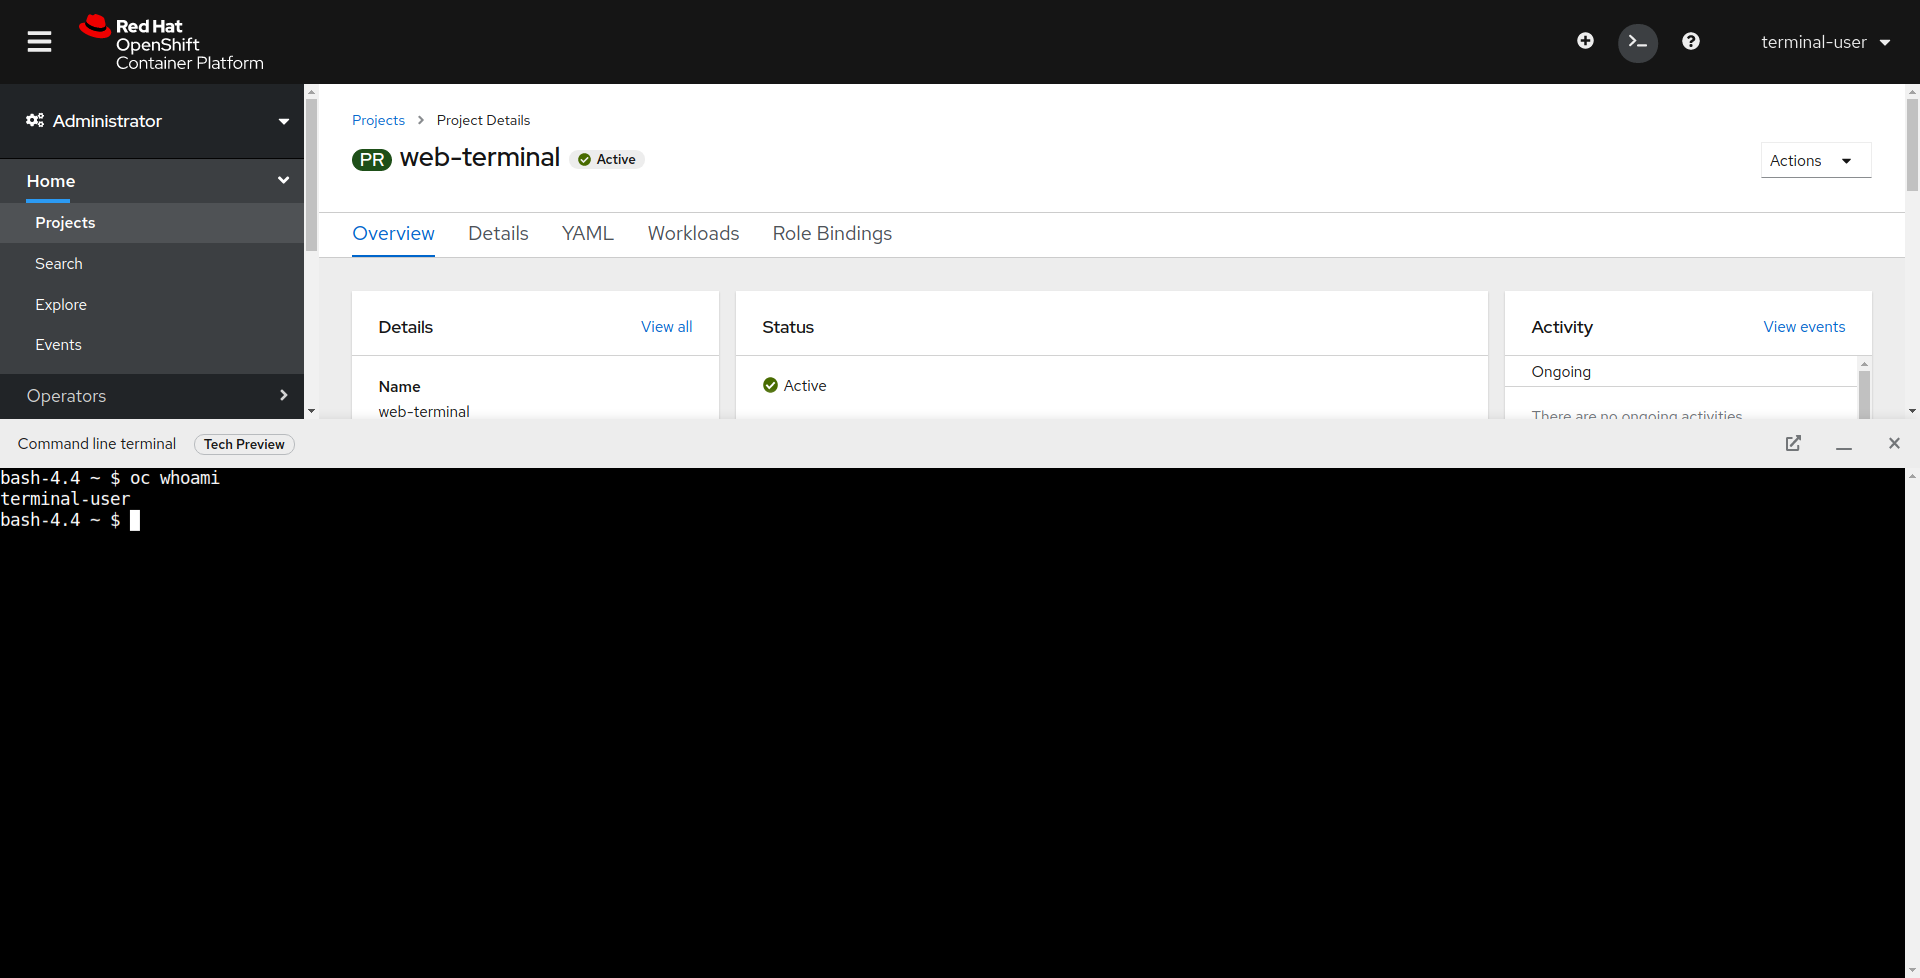 Red Hat
OpenShift
Container Platform
terminal-user
Administrator
Home
Projects
Search
Explore
Events
Operators
Projects > Project Details
PR web-terminal Active
Actions
Overview Details YAML Workloads Role Bindings
Details View all
Name
web-terminal
Status
Active
Activity View events
Ongoing
There are no ongoing activities
Command line terminal Tech Preview
bash-4.4 ~ $ oc whoami
terminal-user
bash-4.4 ~ $